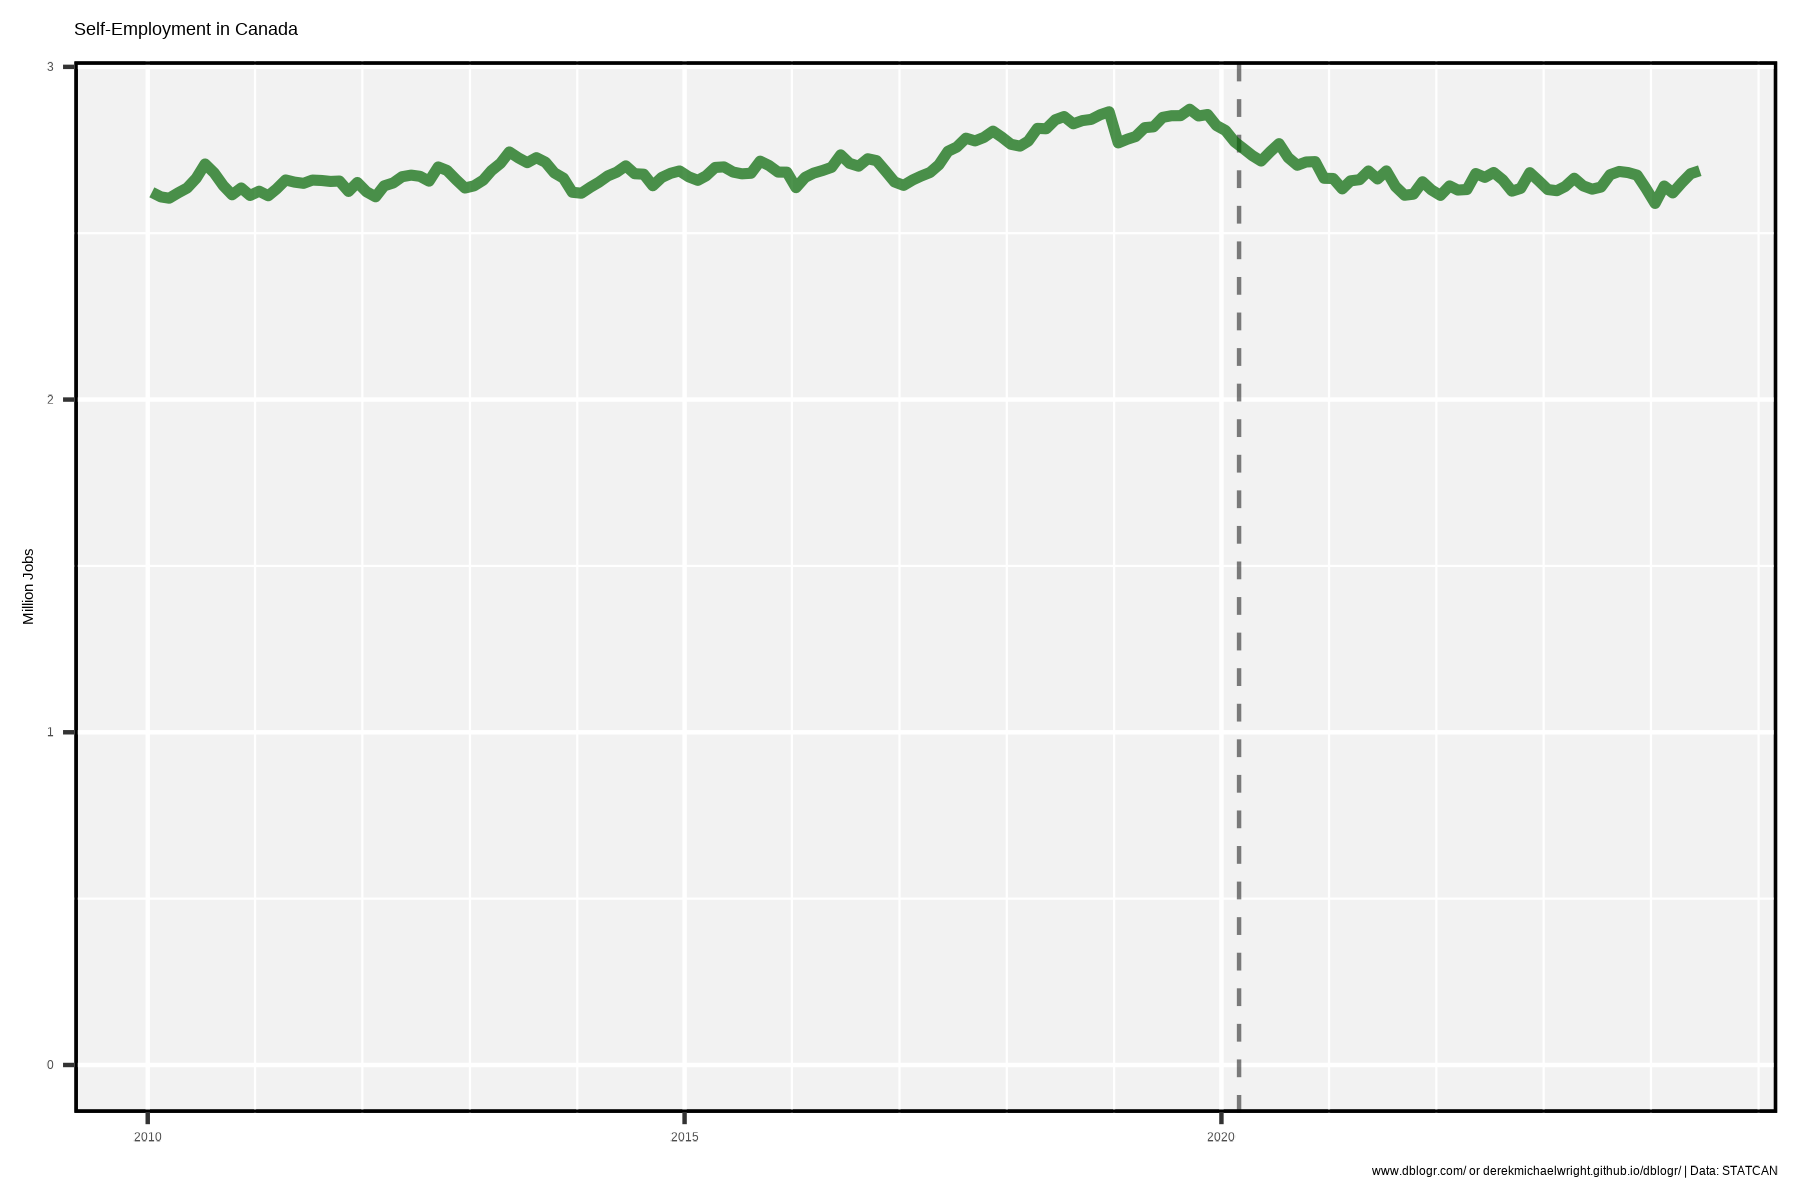 Self-Employment in Canada
3
2
1
0
Million Jobs
2010
2015
2020
www.dblogr.com/ or derekmichaelwright.github.io/dblogr/ | Data: STATCAN